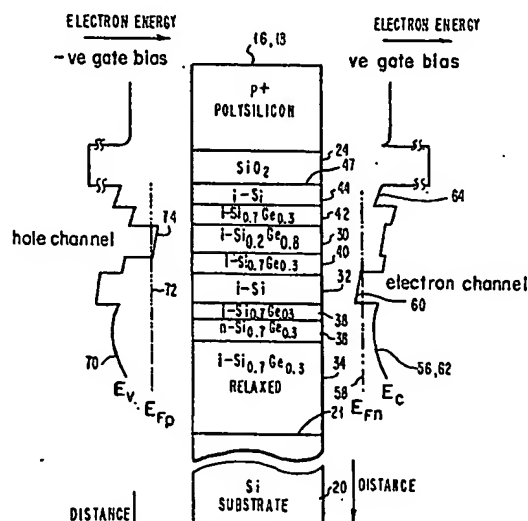 ELECTRON ENERGY
-ve gate bias
16,13
ELECTRON ENERGY
ve gate bias
p+
POLYSILICON
24
SiO2
47
i-Si
44
64
i-Si0.7Ge0.3
42
74
hole channel
i-Si0.2Ge0.8
30
i-Si0.7Ge0.3
40
72
i-Si
32
electron channel
60
i-Si0.7Ge03
38
n-Si0.7Ge0.3
36
70
i-Si0.7Ge0.3
34
56,62
RELAXED
58
Ev
EFp
EFn
Ec
21
Si
SUBSTRATE
20
DISTANCE
DISTANCE